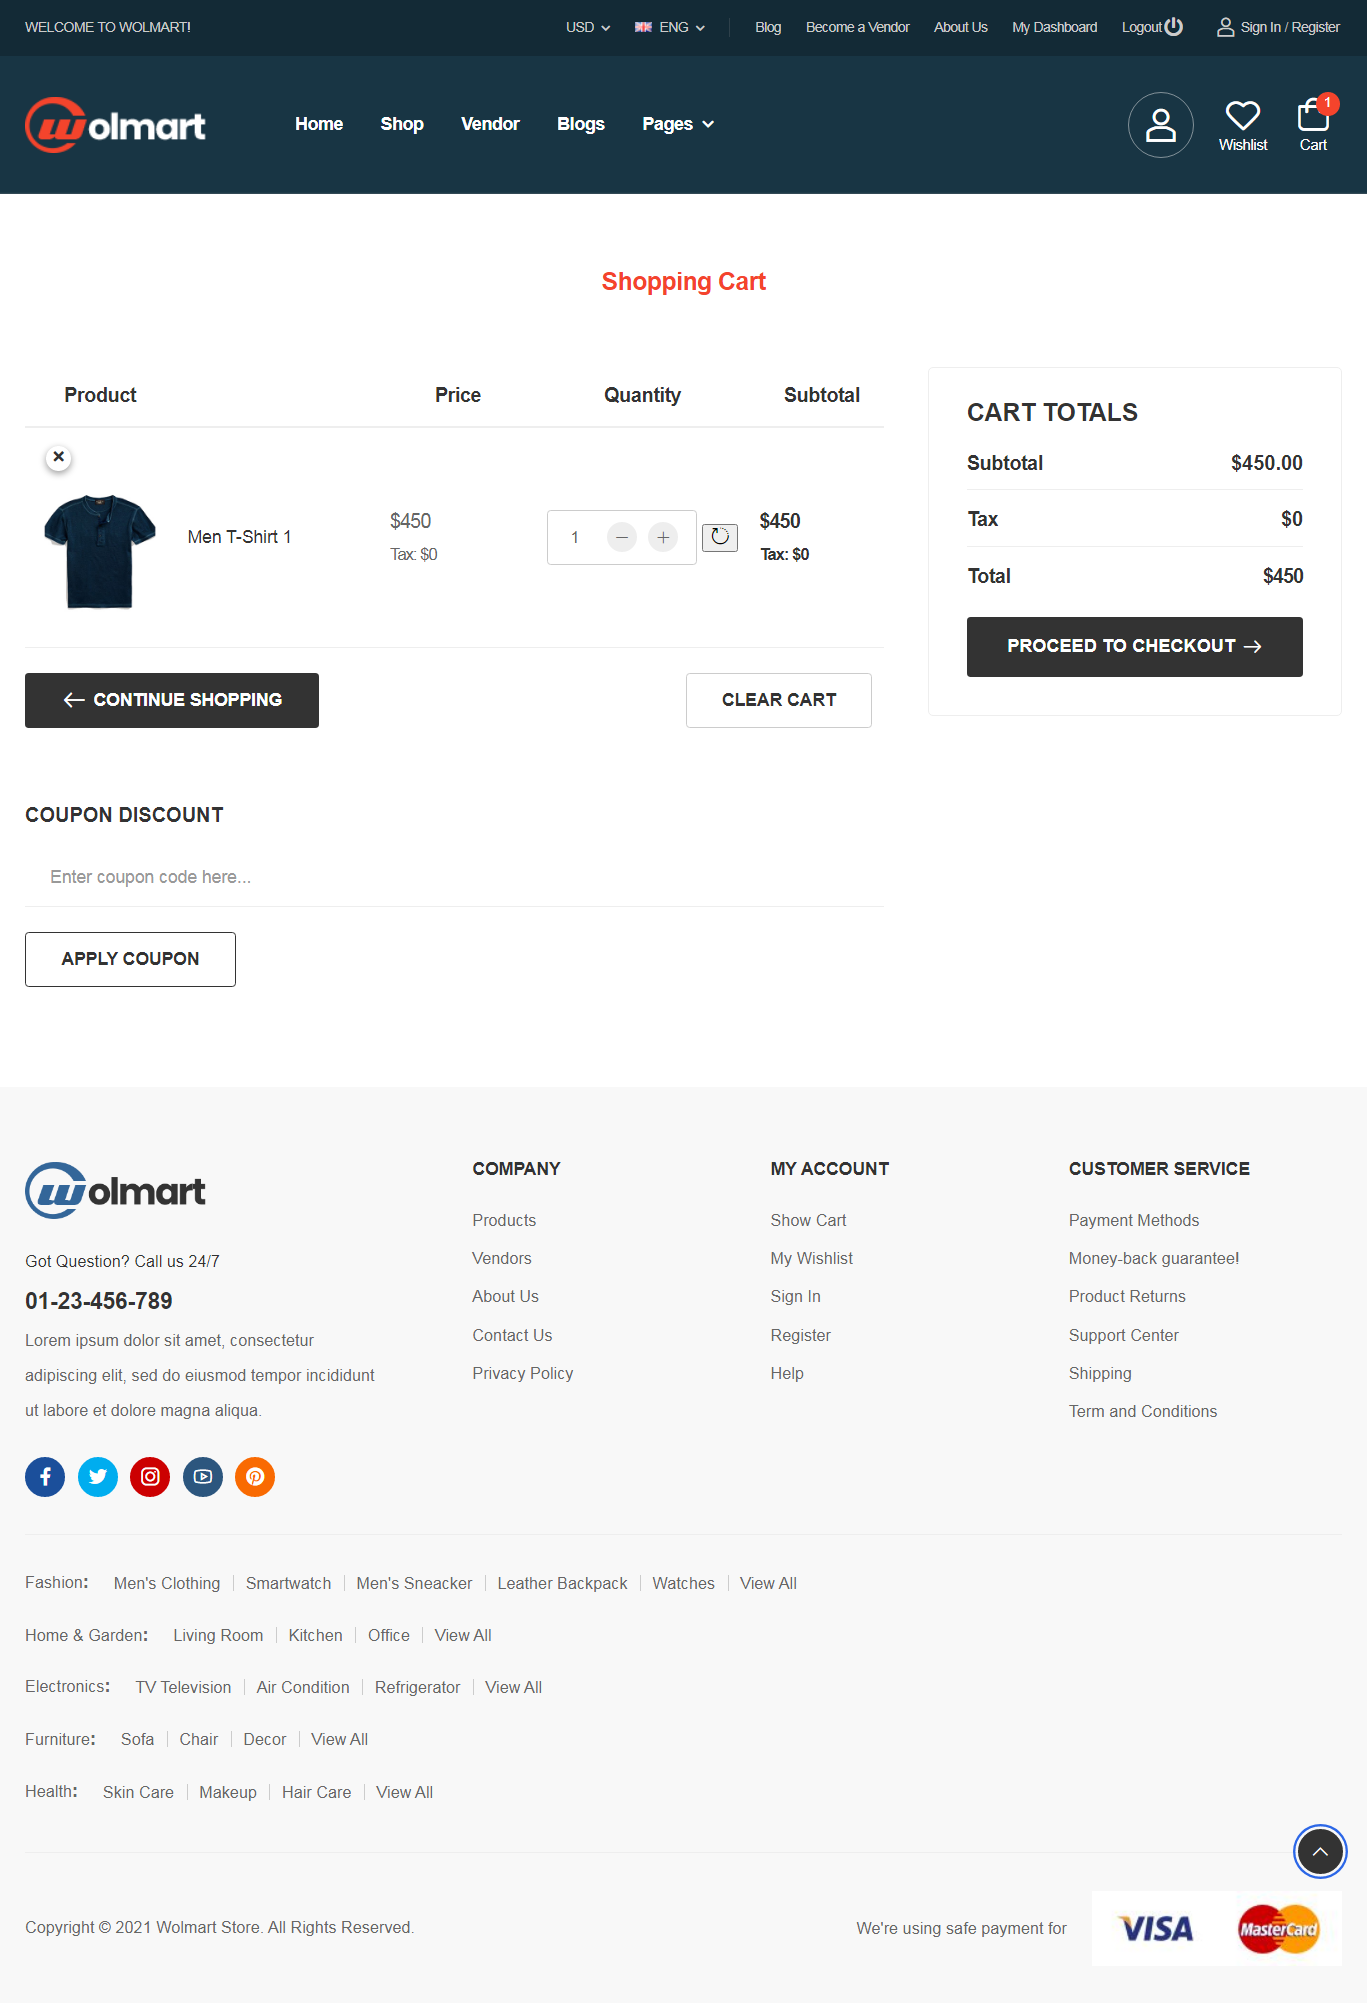 WELCOME TO WOLMART!
USD ENG Blog Become a Vendor About Us My Dashboard Logout Sign In / Register
Wolmart
Home Shop Vendor Blogs Pages
1
Wishlist Cart
Shopping Cart
Product Price Quantity Subtotal
Men T-Shirt 1
$450
Tax: $0
1
$450
Tax: $0
CONTINUE SHOPPING
CLEAR CART
CART TOTALS
Subtotal $450.00
Tax $0
Total $450
PROCEED TO CHECKOUT
COUPON DISCOUNT
Enter coupon code here...
APPLY COUPON
Wolmart
Got Question? Call us 24/7
01-23-456-789
Lorem ipsum dolor sit amet, consectetur
adipiscing elit, sed do eiusmod tempor incididunt
ut labore et dolore magna aliqua.
COMPANY
Products
Vendors
About Us
Contact Us
Privacy Policy
MY ACCOUNT
Show Cart
My Wishlist
Sign In
Register
Help
CUSTOMER SERVICE
Payment Methods
Money-back guarantee!
Product Returns
Support Center
Shipping
Term and Conditions
Fashion: Men's Clothing Smartwatch Men's Sneacker Leather Backpack Watches View All
Home & Garden: Living Room Kitchen Office View All
Electronics: TV Television Air Condition Refrigerator View All
Furniture: Sofa Chair Decor View All
Health: Skin Care Makeup Hair Care View All
Copyright © 2021 Wolmart Store. All Rights Reserved.
We're using safe payment for
VISA MasterCard